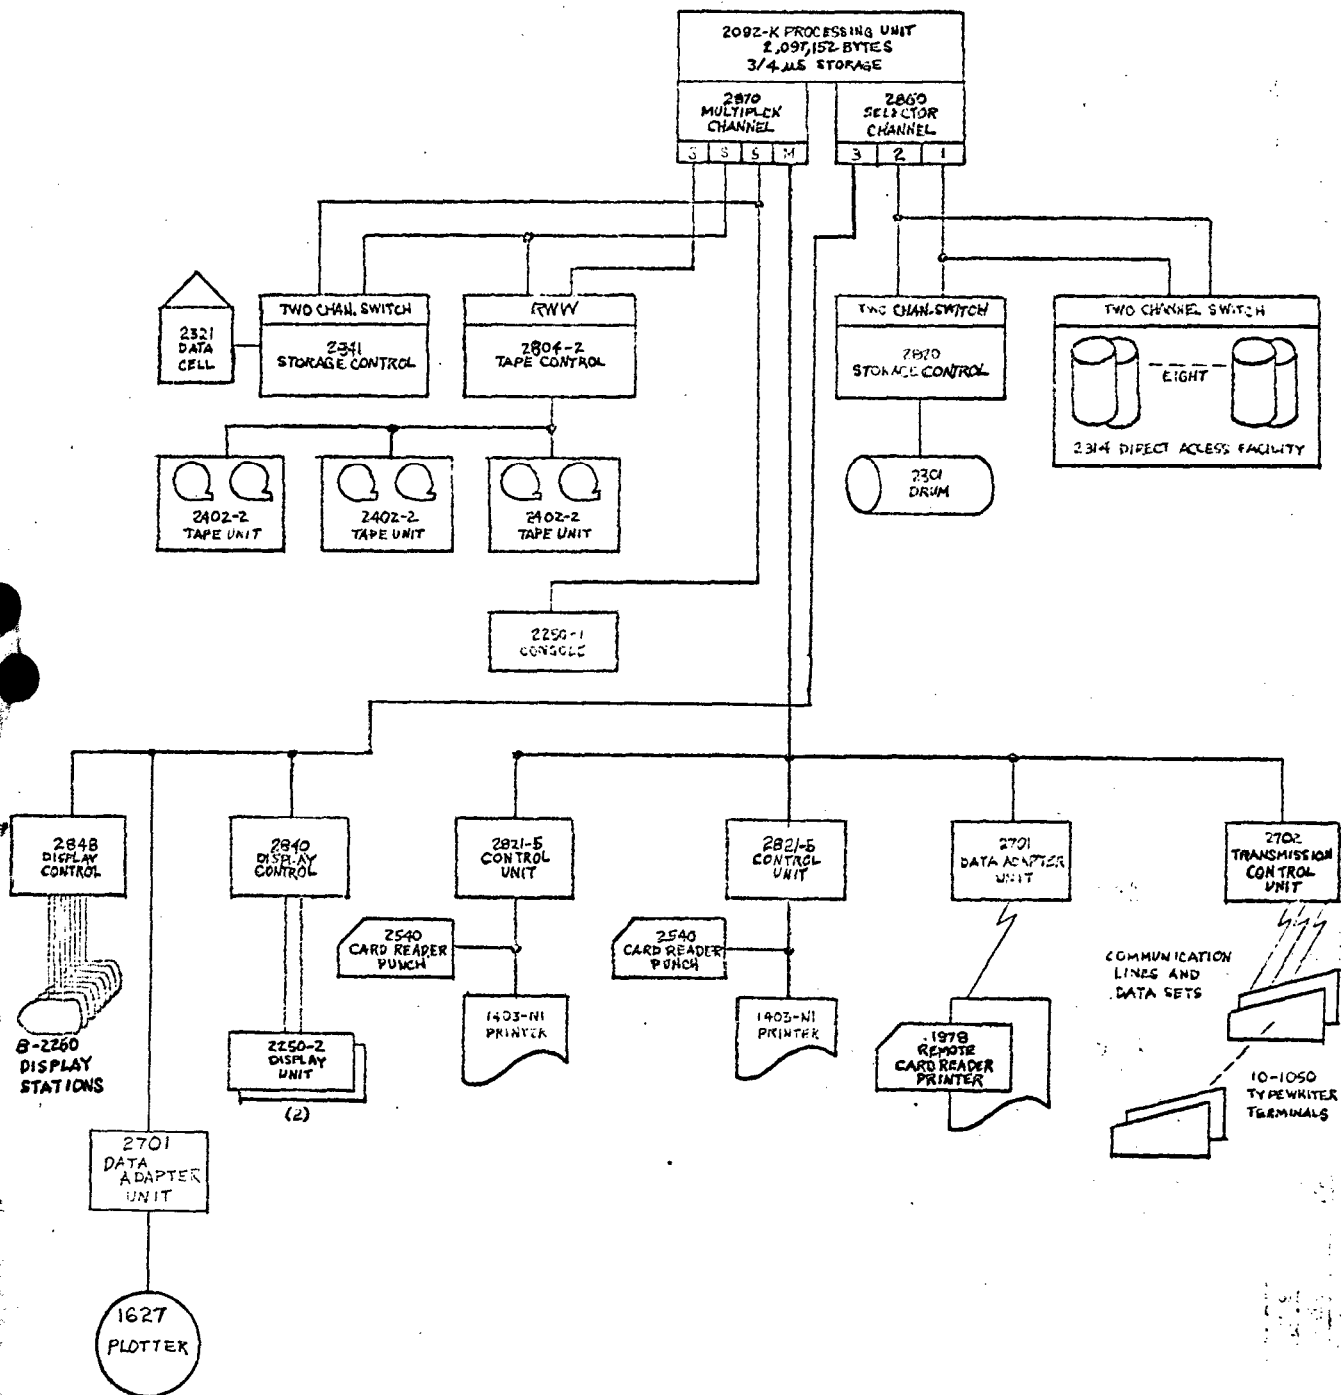 2092-K PROCESSING UNIT
2,097,152 BYTES
3/4 µS STORAGE
2870
MULTIPLEX
CHANNEL
2860
SELECTOR
CHANNEL
S S S M
3 2 1
2321
DATA
CELL
TWO CHAN. SWITCH
2841
STORAGE CONTROL
RWW
2804-2
TAPE CONTROL
TWO CHAN. SWITCH
2820
STORAGE CONTROL
TWO CHANNEL SWITCH
EIGHT
2314 DIRECT ACCESS FACILITY
2402-2
TAPE UNIT
2402-2
TAPE UNIT
2402-2
TAPE UNIT
2301
DRUM
2250-1
CONSOLE
2848
DISPLAY
CONTROL
2840
DISPLAY
CONTROL
2821-5
CONTROL
UNIT
2821-5
CONTROL
UNIT
2701
DATA ADAPTER
UNIT
2702
TRANSMISSION
CONTROL
UNIT
2540
CARD READER
PUNCH
2540
CARD READER
PUNCH
COMMUNICATION
LINES AND
DATA SETS
8-2260
DISPLAY
STATIONS
2250-2
DISPLAY
UNIT
(2)
1403-N1
PRINTER
1403-N1
PRINTER
1978
REMOTE
CARD READER
PRINTER
10-1050
TYPEWRITER
TERMINALS
2701
DATA
ADAPTER
UNIT
1627
PLOTTER